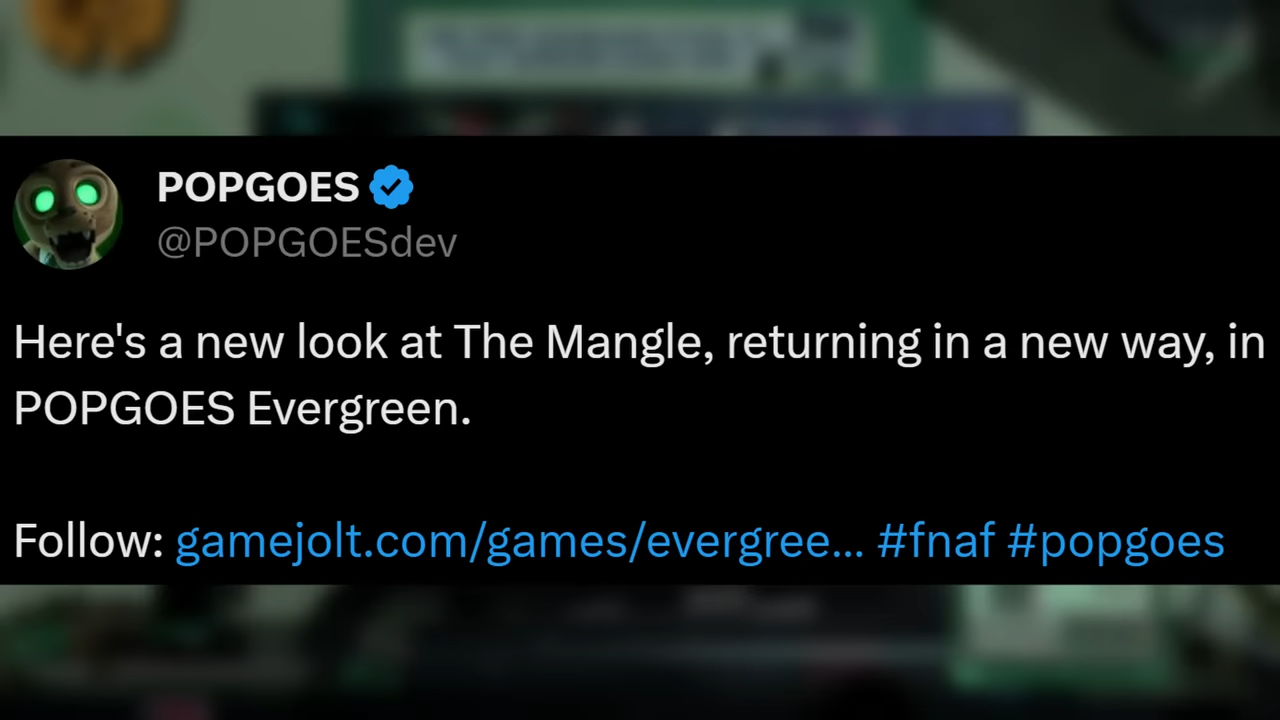 POPGOES
@POPGOESdev
Here's a new look at The Mangle, returning in a new way, in
POPGOES Evergreen.
Follow: gamejolt.com/games/evergree... #fnaf #popgoes